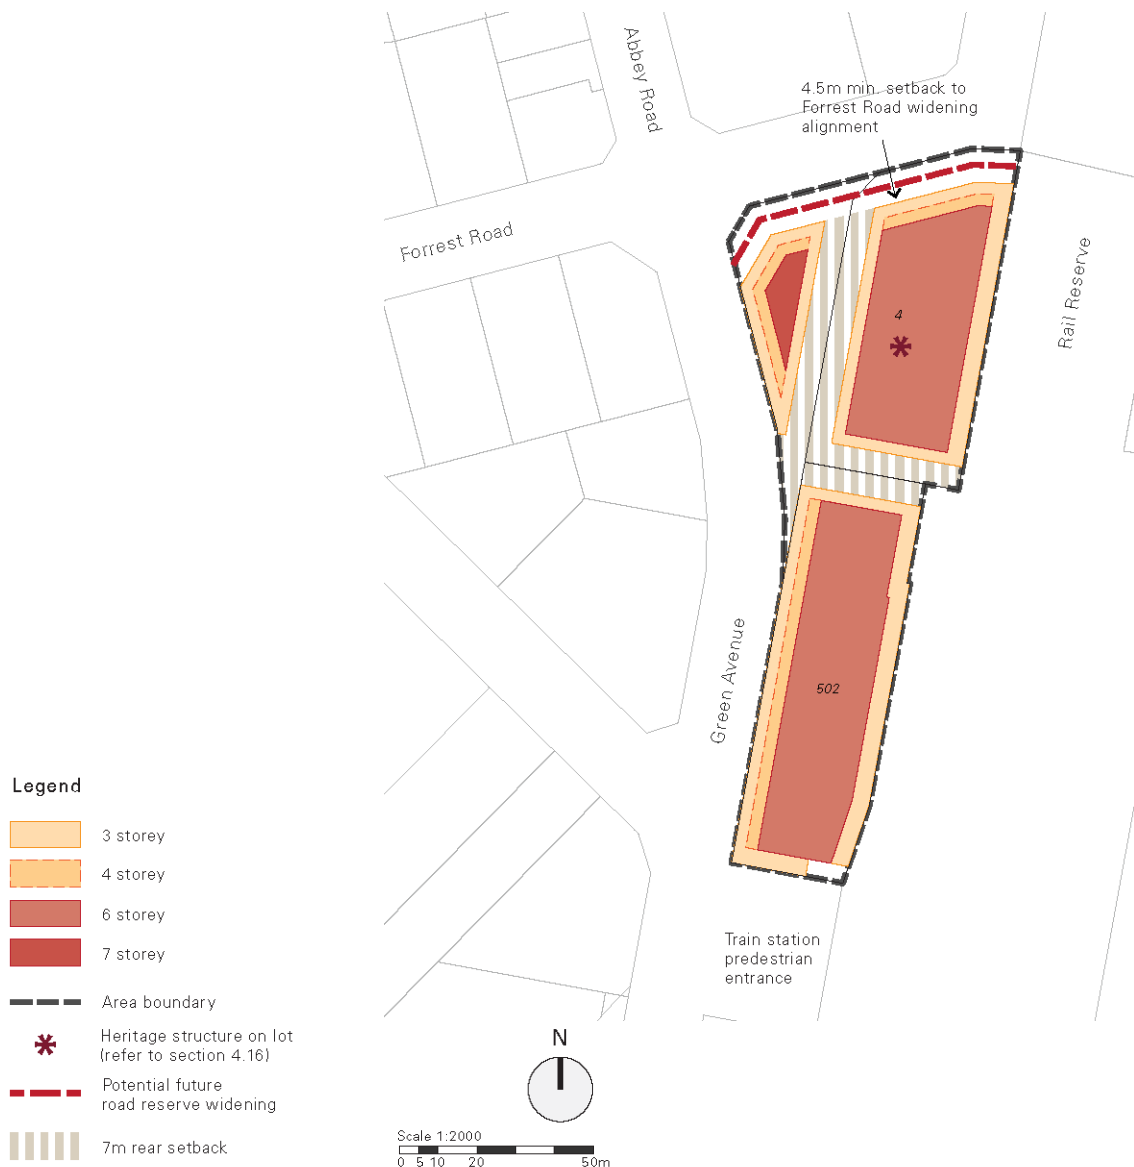 Abbey Road
4.5m min. setback to
Forrest Road widening
alignment
Forrest Road
Rail Reserve
4
Green Avenue
502
Legend
3 storey
4 storey
6 storey
7 storey
Area boundary
Heritage structure on lot
(refer to section 4.16)
Potential future
road reserve widening
7m rear setback
Train station
predestrian
entrance
N
Scale 1:2000
0 5 10 20 50m